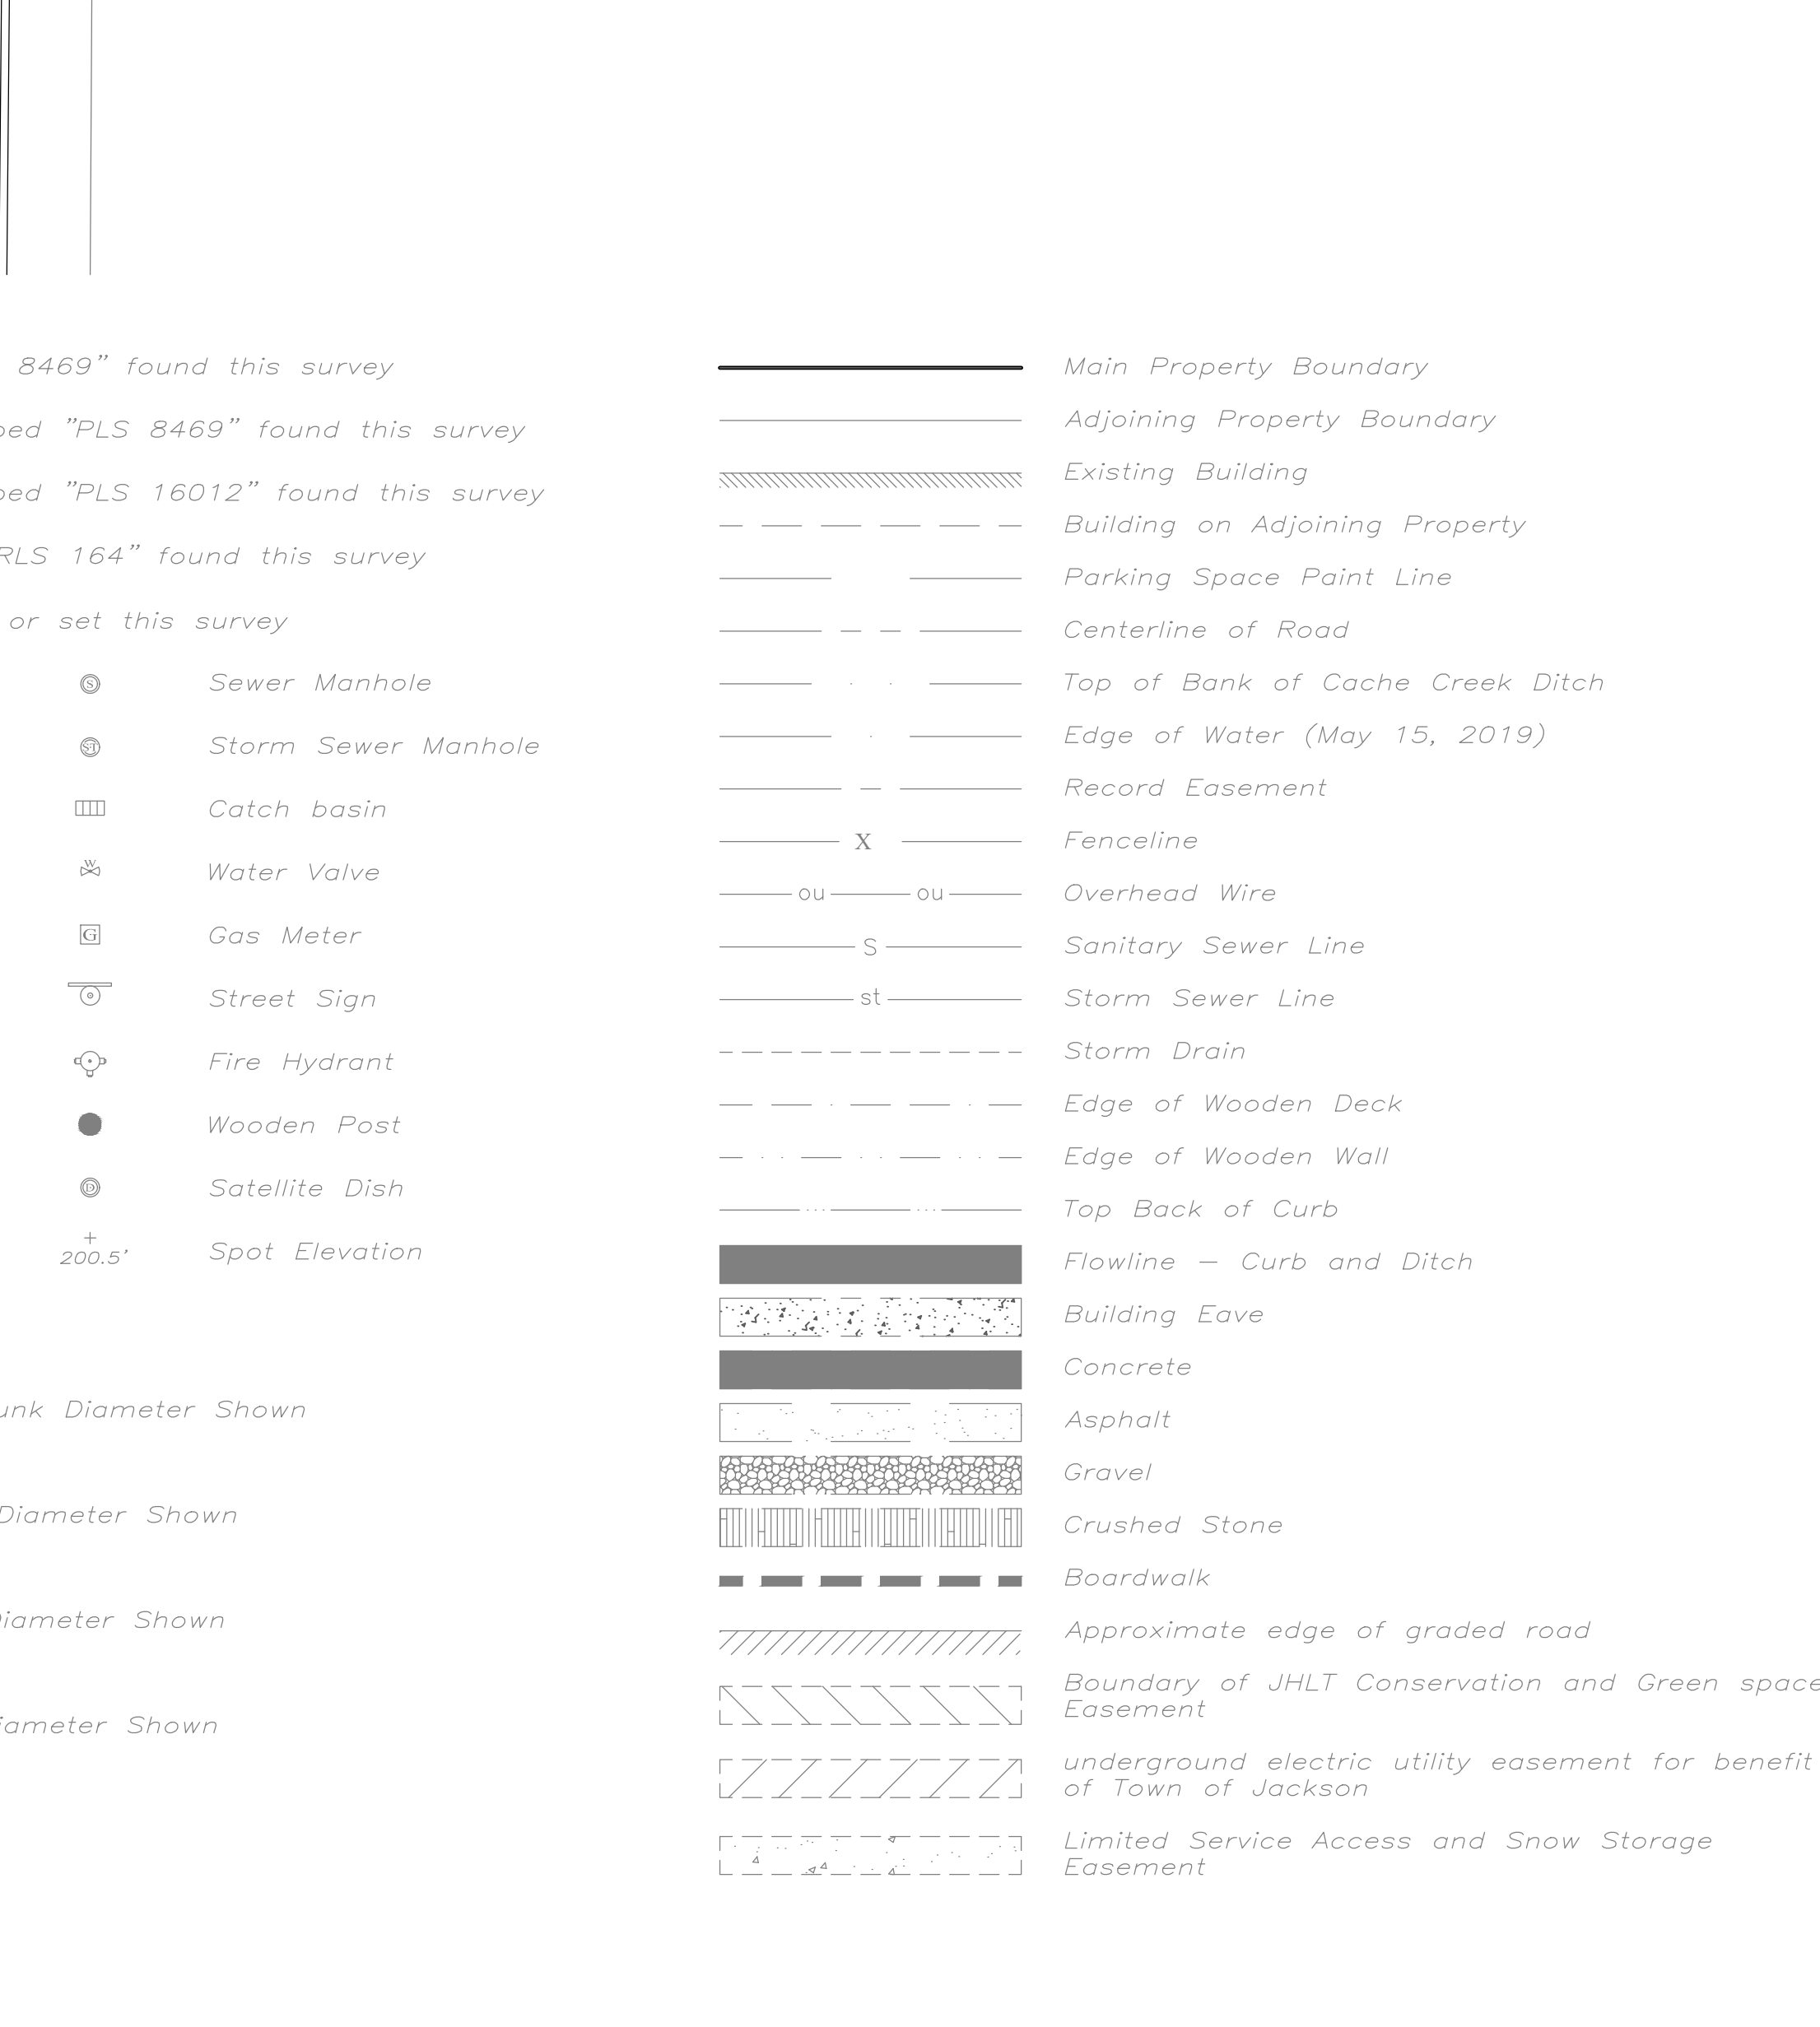 8469" found this survey
"PLS 8469" found this survey
"PLS 16012" found this survey
RLS 164" found this survey
or set this survey
S Sewer Manhole
ST Storm Sewer Manhole
Catch basin
W Water Valve
G Gas Meter
Street Sign
Fire Hydrant
Wooden Post
D Satellite Dish
+
200.5' Spot Elevation
Diameter Shown
Diameter Shown
Diameter Shown
Diameter Shown
Main Property Boundary
Adjoining Property Boundary
Existing Building
Building on Adjoining Property
Parking Space Paint Line
Centerline of Road
Top of Bank of Cache Creek Ditch
Edge of Water (May 15, 2019)
Record Easement
X Fenceline
ou ou Overhead Wire
S Sanitary Sewer Line
st Storm Sewer Line
Storm Drain
Edge of Wooden Deck
Edge of Wooden Wall
Top Back of Curb
Flowline – Curb and Ditch
Building Eave
Concrete
Asphalt
Gravel
Crushed Stone
Boardwalk
Approximate edge of graded road
Boundary of JHLT Conservation and Green space
Easement
underground electric utility easement for benefit
of Town of Jackson
Limited Service Access and Snow Storage
Easement